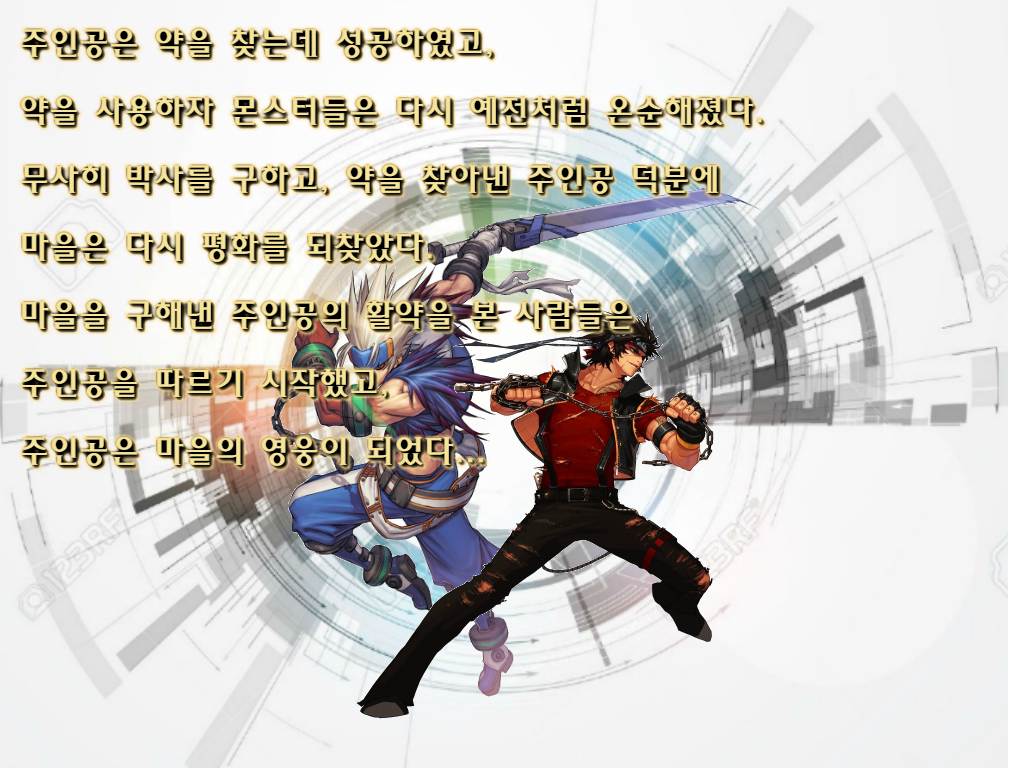 주인공은 약을 찾는데 성공하였고,
약을 사용하자 몬스터들은 다시 예전처럼 온순해졌다.
무사히 박사를 구하고, 약을 찾아낸 주인공 덕분에
마을은 다시 평화를 되찾았다.
마을을 구해낸 주인공의 활약을 본 사람들은
주인공을 따르기 시작했고,
주인공은 마을의 영웅이 되었다...
123RF
123RF